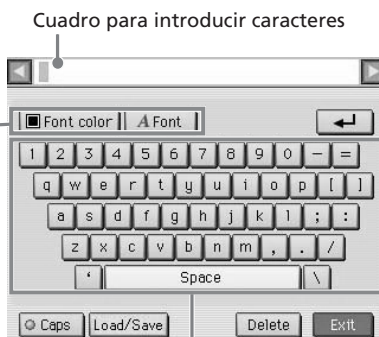 Cuadro para introducir caracteres
Font color A Font
1 2 3 4 5 6 7 8 9 0 - =
q w e r t y u i o p [ ]
a s d f g h j k l ; :
z x c v b n m , . /
‘ Space \
Caps Load/Save Delete Exit